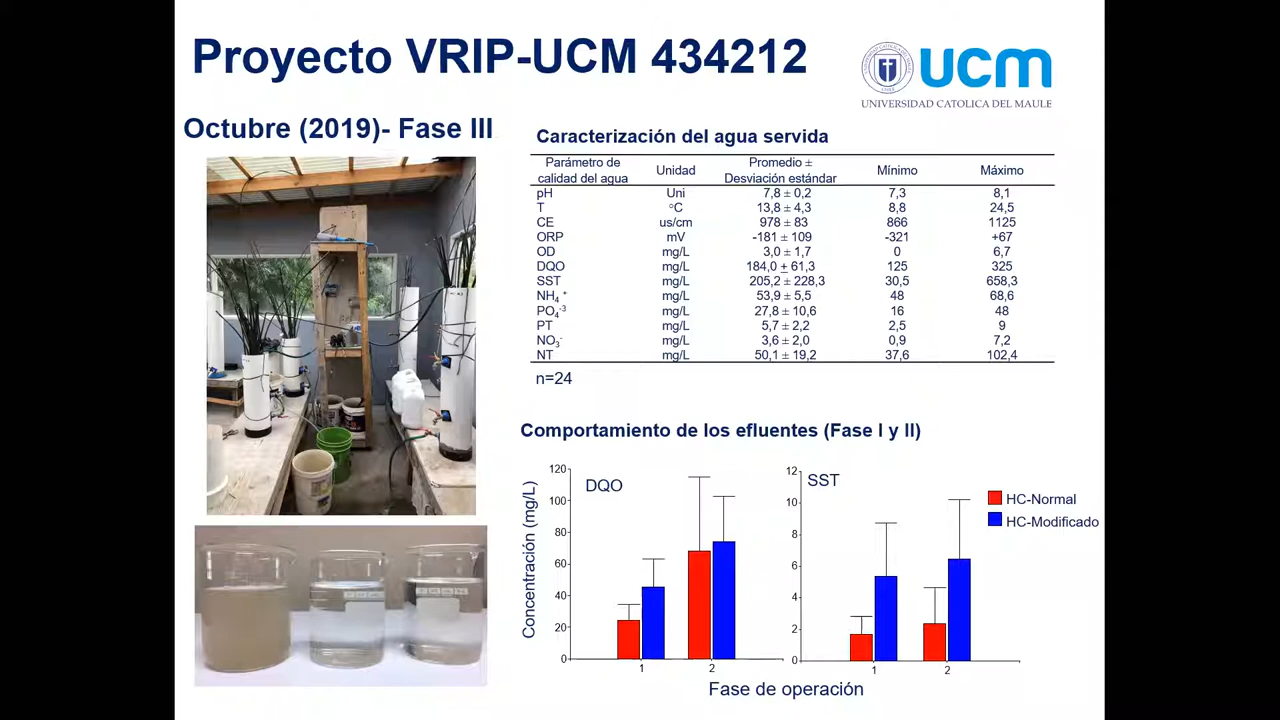 Proyecto VRIP-UCM 434212
UCM
UNIVERSIDAD CATOLICA DEL MAULE
Octubre (2019)- Fase III
Caracterización del agua servida
Parámetro de calidad del agua Unidad Promedio ± Desviación estándar Mínimo Máximo
pH Uni 7,8 ± 0,2 7,3 8,1
T °C 13,8 ± 4,3 8,8 24,5
CE us/cm 978 ± 83 866 1125
ORP mV -181 ± 109 -321 +67
OD mg/L 3,0 ± 1,7 0 6,7
DQO mg/L 184,0 ± 61,3 125 325
SST mg/L 205,2 ± 228,3 30,5 658,3
NH4 + mg/L 53,9 ± 5,5 48 68,6
PO4-3 mg/L 27,8 ± 10,6 16 48
PT mg/L 5,7 ± 2,2 2,5 9
NO3- mg/L 3,6 ± 2,0 0,9 7,2
NT mg/L 50,1 ± 19,2 37,6 102,4
n=24
Comportamiento de los efluentes (Fase I y II)
Concentración (mg/L)
DQO
120
100
80
60
40
20
0
1 2
SST
12
10
8
6
4
2
0
1 2
HC-Normal
HC-Modificado
Fase de operación